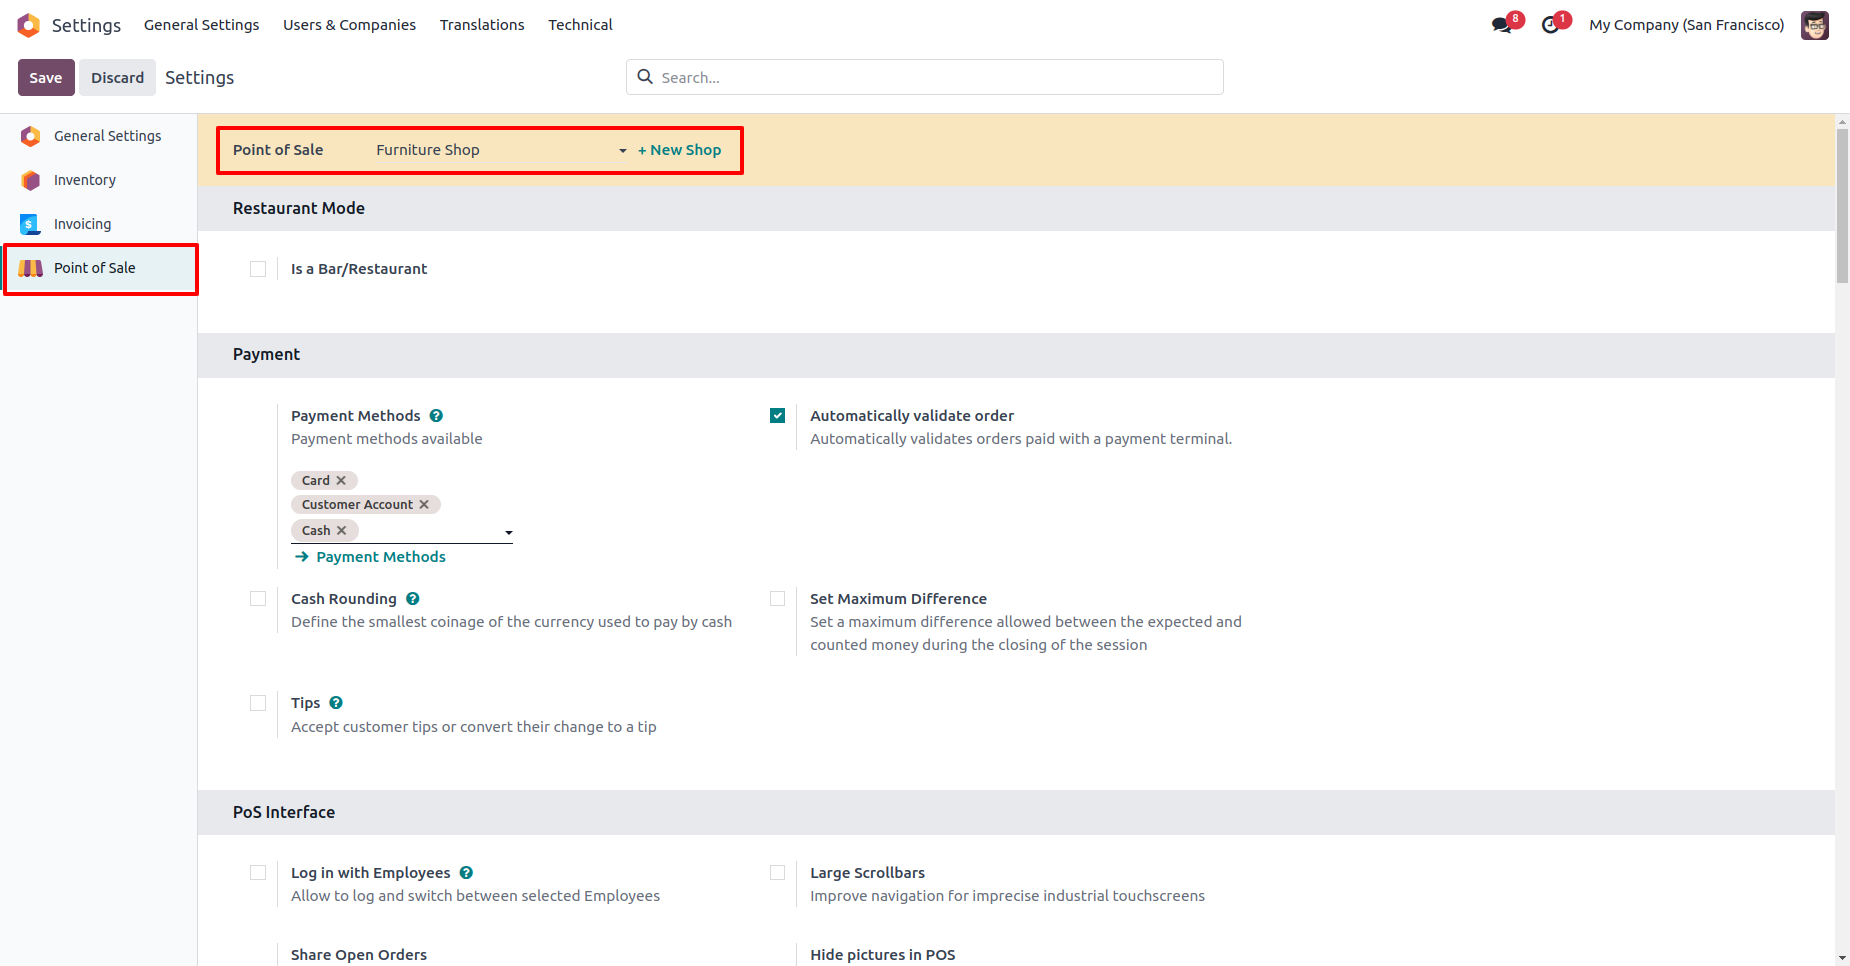 Settings General Settings Users & Companies Translations Technical 8 1 My Company (San Francisco)
Save Discard Settings Search...
General Settings
Inventory
Invoicing
Point of Sale
Point of Sale Furniture Shop + New Shop
Restaurant Mode
Is a Bar/Restaurant
Payment
Payment Methods ?
Payment methods available
Card ✕
Customer Account ✕
Cash ✕
→ Payment Methods
Automatically validate order
Automatically validates orders paid with a payment terminal.
Cash Rounding ?
Define the smallest coinage of the currency used to pay by cash
Set Maximum Difference
Set a maximum difference allowed between the expected and
counted money during the closing of the session
Tips ?
Accept customer tips or convert their change to a tip
PoS Interface
Log in with Employees ?
Allow to log and switch between selected Employees
Large Scrollbars
Improve navigation for imprecise industrial touchscreens
Share Open Orders
Hide pictures in POS